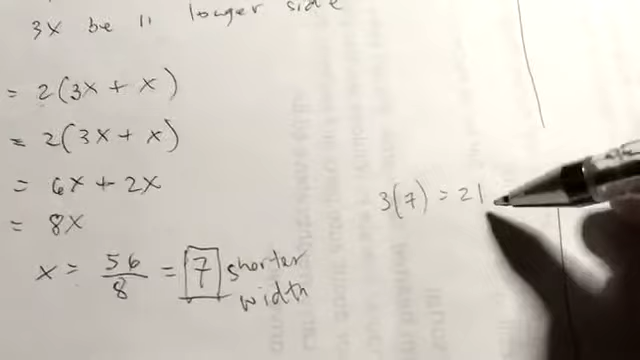 3x be " longer side
= 2(3x + x)
= 2(3x + x)
= 6x + 2x
= 8x
x = 56/8 = 7 shorter width
3(7) = 21